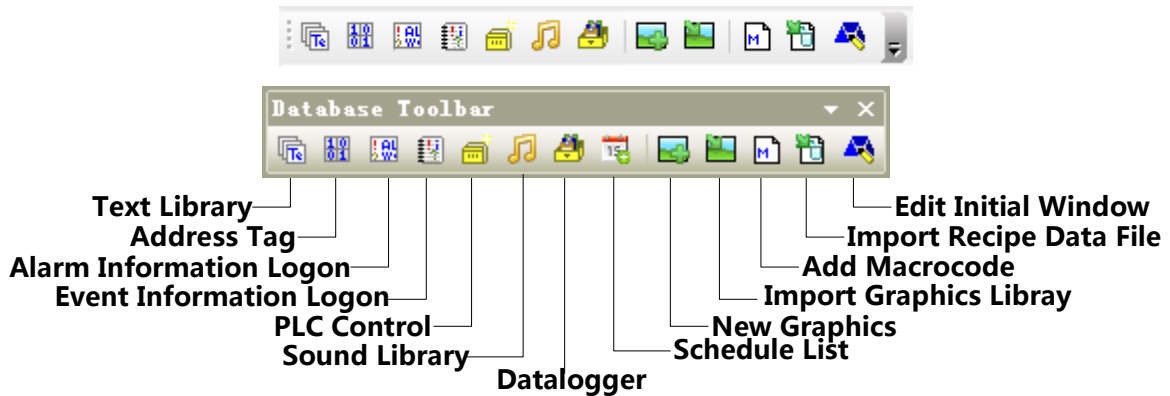 Database Toolbar
Text Library
Edit Initial Window
Address Tag
Import Recipe Data File
Alarm Information Logon
Add Macrocode
Event Information Logon
Import Graphics Libray
PLC Control
New Graphics
Sound Library
Schedule List
Datalogger